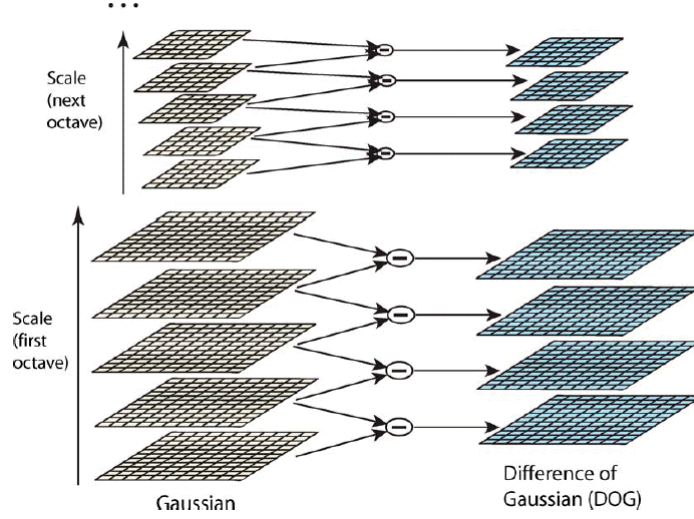 ...
Scale
(next
octave)
Scale
(first
octave)
Gaussian
Difference of
Gaussian (DOG)